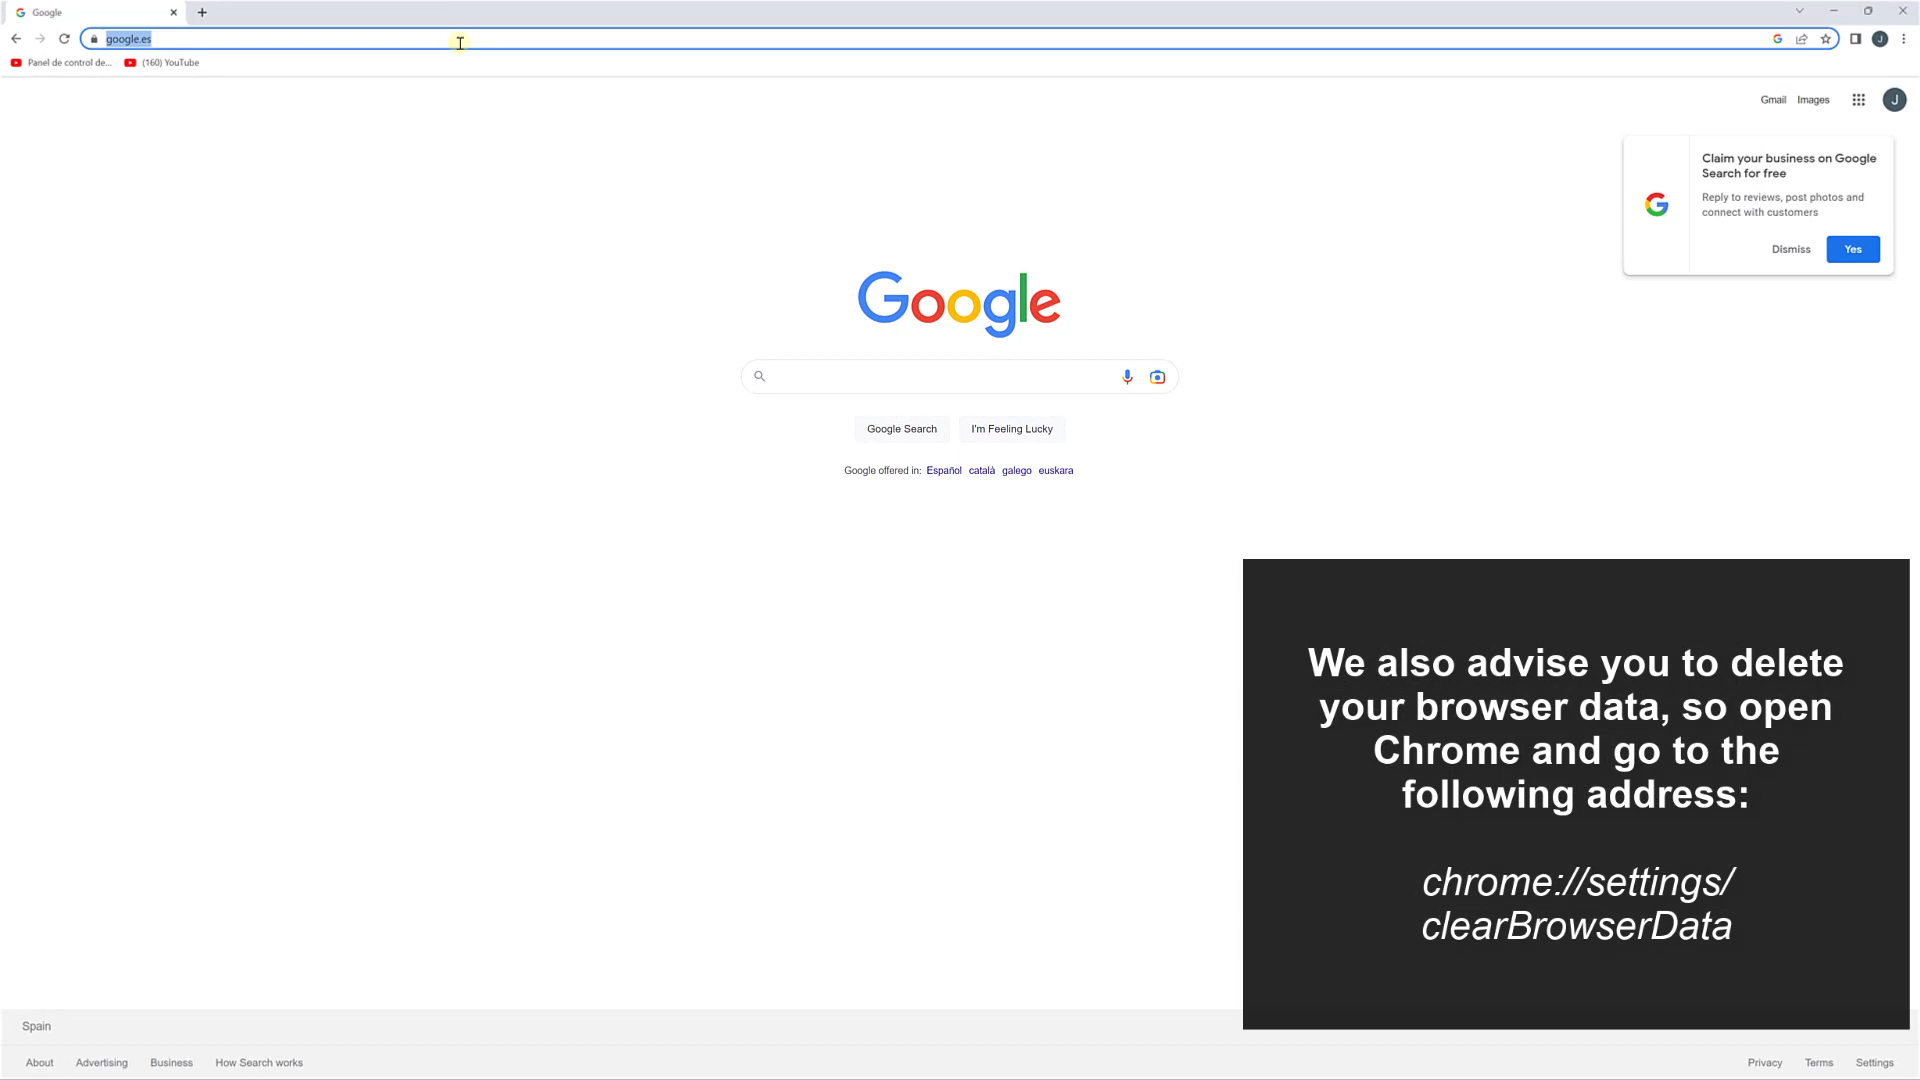 Google
google.es
Panel de control de... (160) YouTube
J
Gmail Images
J
Claim your business on Google
Search for free
Reply to reviews, post photos and
connect with customers
Dismiss Yes
Google
Google Search I'm Feeling Lucky
Google offered in: Español català galego euskara
We also advise you to delete
your browser data, so open
Chrome and go to the
following address:
chrome://settings/
clearBrowserData
Spain
About Advertising Business How Search works
Privacy Terms Settings